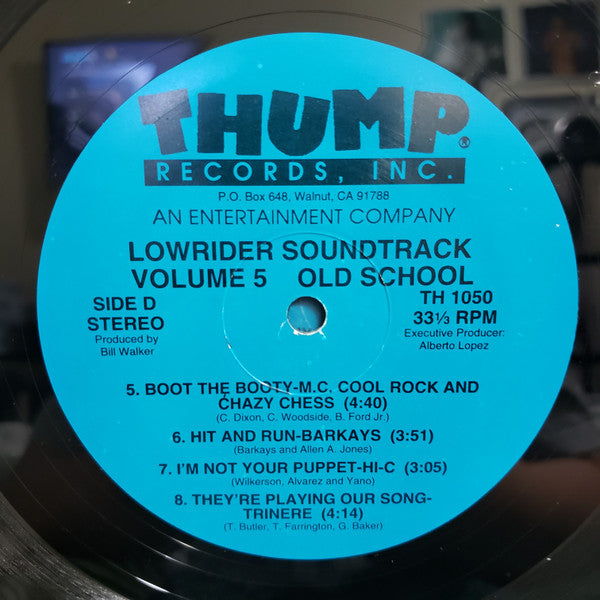 THUMP®
RECORDS, INC.
P.O. Box 648, Walnut, CA 91788
AN ENTERTAINMENT COMPANY
LOWRIDER SOUNDTRACK
VOLUME 5 OLD SCHOOL
SIDE D
STEREO
Produced by
Bill Walker
TH 1050
33⅓ RPM
Executive Producer:
Alberto Lopez
5. BOOT THE BOOTY-M.C. COOL ROCK AND
CHAZY CHESS (4:40)
(C. Dixon, C. Woodside, B. Ford Jr.)
6. HIT AND RUN-BARKAYS (3:51)
(Barkays and Allen A. Jones)
7. I'M NOT YOUR PUPPET-HI-C (3:05)
(Wilkerson, Alvarez and Yano)
8. THEY'RE PLAYING OUR SONG-
TRINERE (4:14)
(T. Butler, T. Farrington, G. Baker)